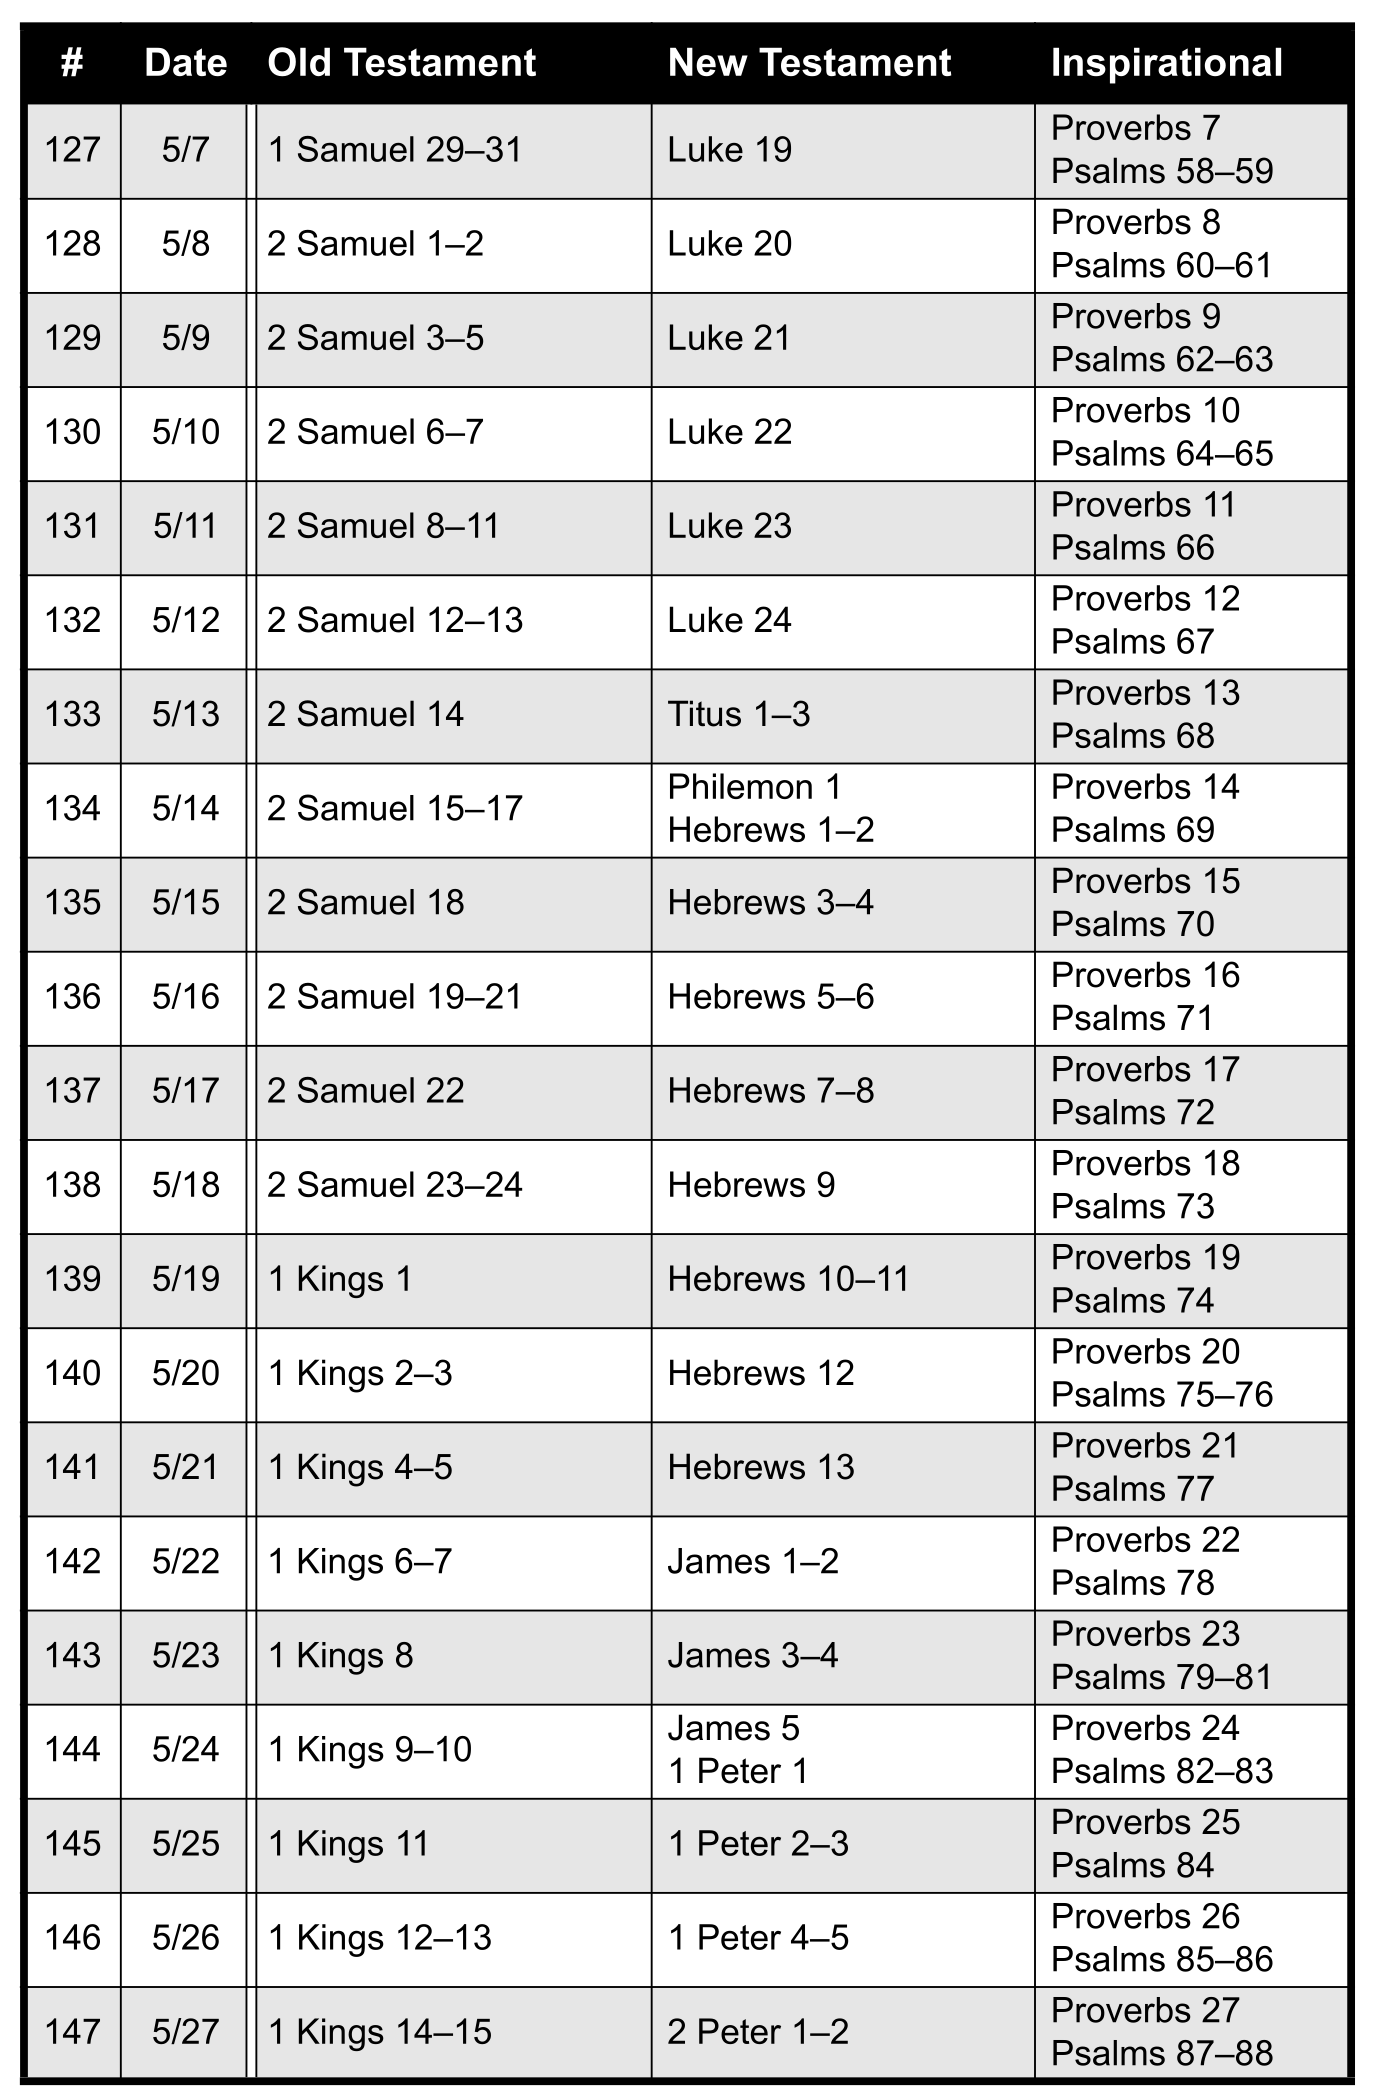 # Date Old Testament New Testament Inspirational
127 5/7 1 Samuel 29–31 Luke 19 Proverbs 7
Psalms 58–59
128 5/8 2 Samuel 1–2 Luke 20 Proverbs 8
Psalms 60–61
129 5/9 2 Samuel 3–5 Luke 21 Proverbs 9
Psalms 62–63
130 5/10 2 Samuel 6–7 Luke 22 Proverbs 10
Psalms 64–65
131 5/11 2 Samuel 8–11 Luke 23 Proverbs 11
Psalms 66
132 5/12 2 Samuel 12–13 Luke 24 Proverbs 12
Psalms 67
133 5/13 2 Samuel 14 Titus 1–3 Proverbs 13
Psalms 68
134 5/14 2 Samuel 15–17 Philemon 1 Proverbs 14
Hebrews 1–2 Psalms 69
135 5/15 2 Samuel 18 Hebrews 3–4 Proverbs 15
Psalms 70
136 5/16 2 Samuel 19–21 Hebrews 5–6 Proverbs 16
Psalms 71
137 5/17 2 Samuel 22 Hebrews 7–8 Proverbs 17
Psalms 72
138 5/18 2 Samuel 23–24 Hebrews 9 Proverbs 18
Psalms 73
139 5/19 1 Kings 1 Hebrews 10–11 Proverbs 19
Psalms 74
140 5/20 1 Kings 2–3 Hebrews 12 Proverbs 20
Psalms 75–76
141 5/21 1 Kings 4–5 Hebrews 13 Proverbs 21
Psalms 77
142 5/22 1 Kings 6–7 James 1–2 Proverbs 22
Psalms 78
143 5/23 1 Kings 8 James 3–4 Proverbs 23
Psalms 79–81
144 5/24 1 Kings 9–10 James 5 Proverbs 24
1 Peter 1 Psalms 82–83
145 5/25 1 Kings 11 1 Peter 2–3 Proverbs 25
Psalms 84
146 5/26 1 Kings 12–13 1 Peter 4–5 Proverbs 26
Psalms 85–86
147 5/27 1 Kings 14–15 2 Peter 1–2 Proverbs 27
Psalms 87–88